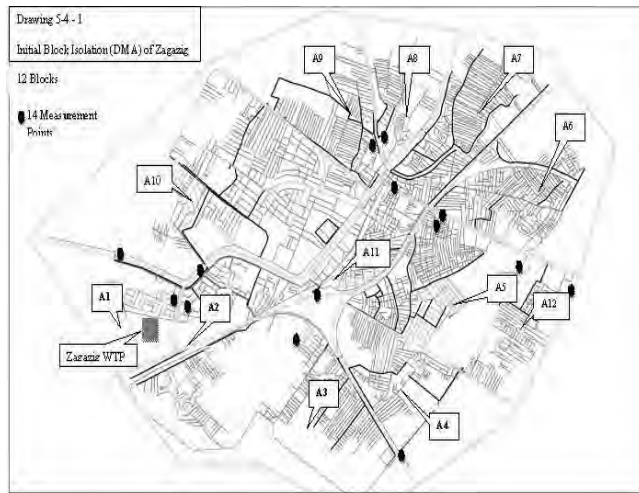 Drawing 5-4 - 1
Initial Block Isolation (DMA) of Zagazig
12 Blocks
14 Measurement
Points
A9
A8
A7
A6
A10
A11
A1
A2
A5
A12
Zagazig WTP
A3
A4